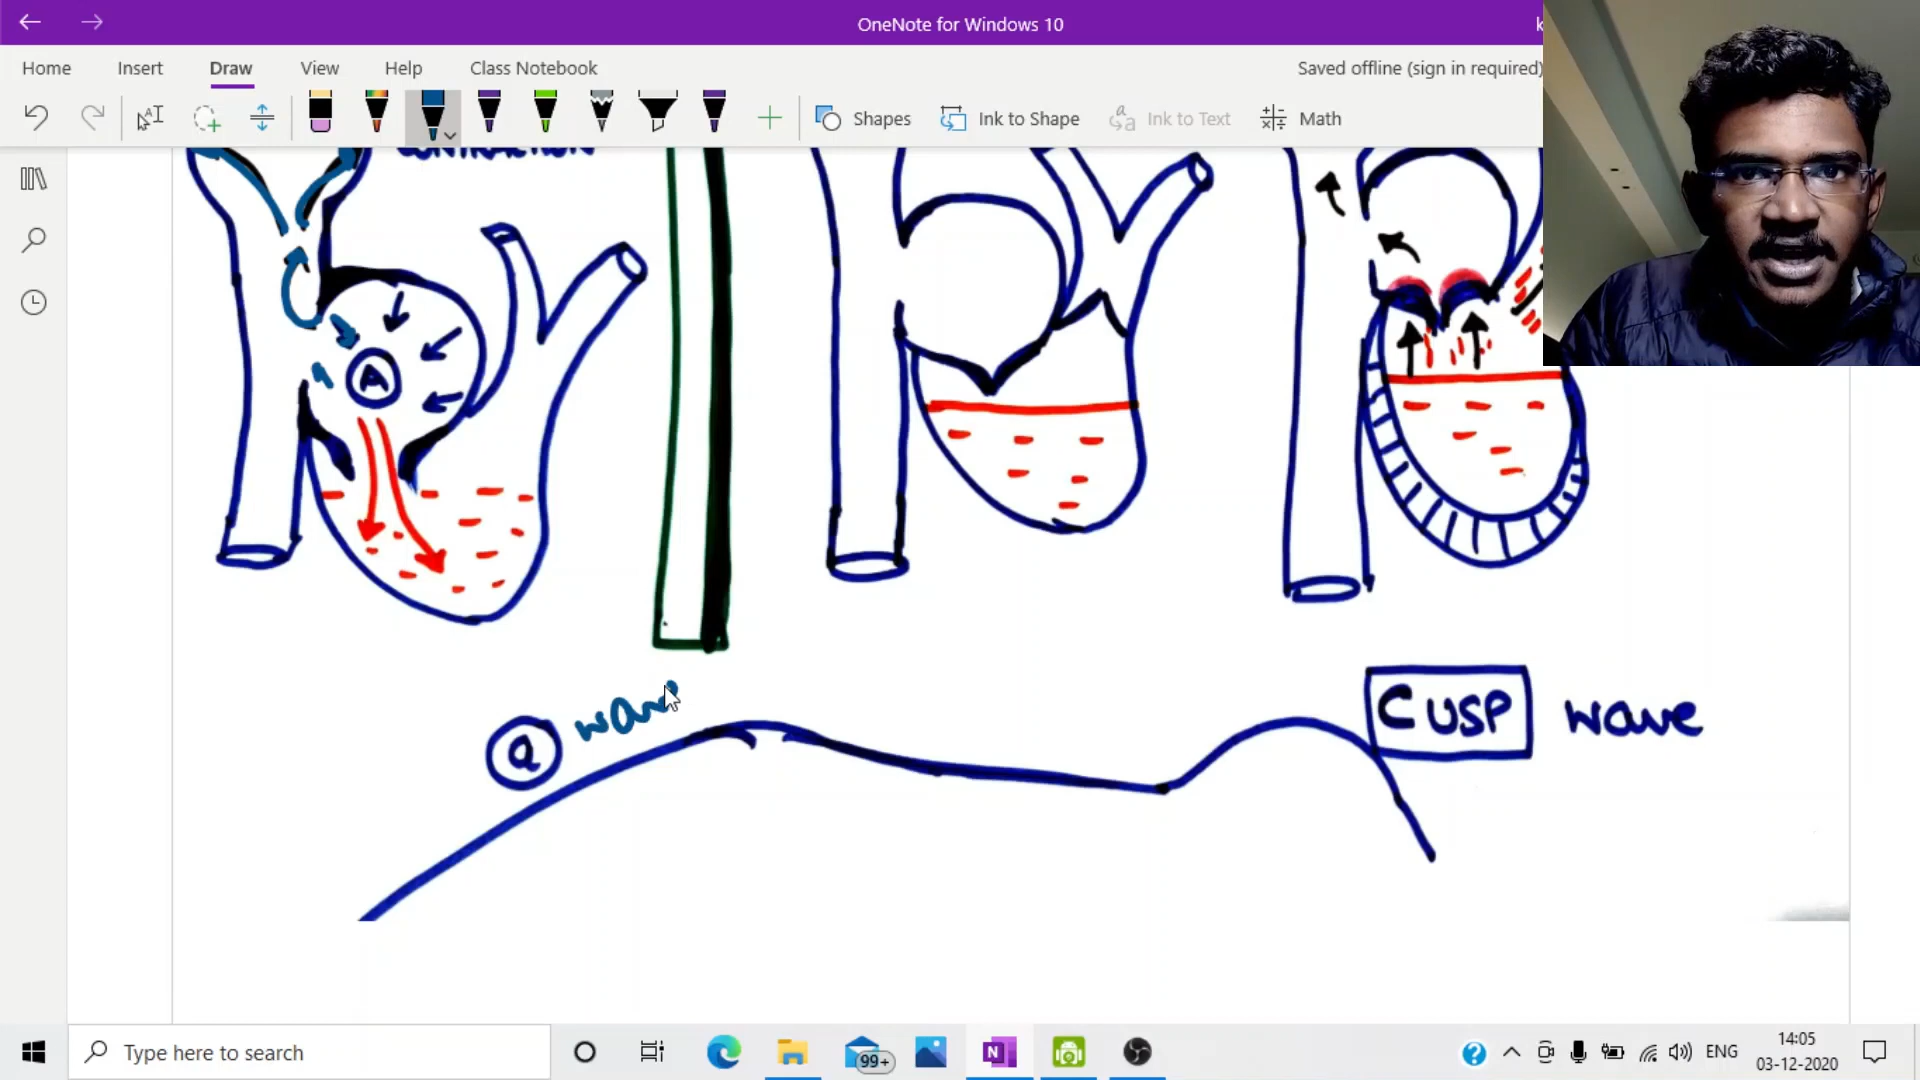 OneNote for Windows 10
Home Insert Draw View Help Class Notebook
Saved offline (sign in required)
Shapes Ink to Shape Ink to Text Math
A
a wave
CUSP wave
Type here to search
99+
N
ENG
14:05
03-12-2020